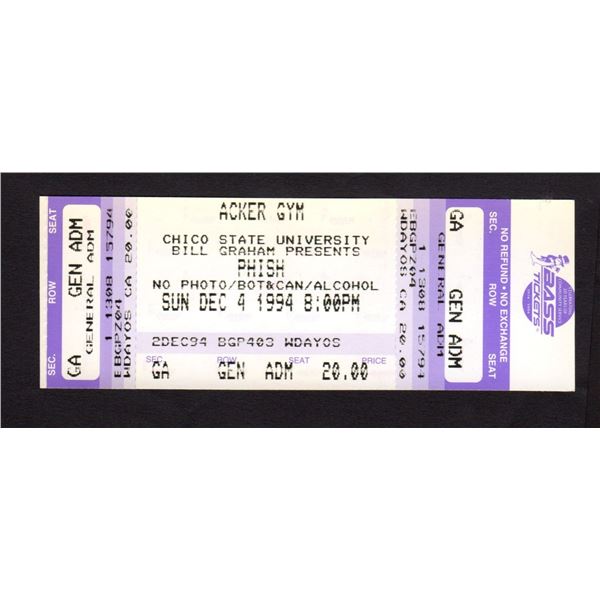 SEAT
ROW
SEC.
GEN ADM
GA
GENERAL ADM
1 1308 15794
EBGPZ04
WDAYOS CA 20.00
ACKER GYM
CHICO STATE UNIVERSITY
BILL GRAHAM PRESENTS
PHISH
NO PHOTO/BOT&CAN/ALCOHOL
SUN DEC 4 1994 8:00PM
2DEC94 BGP403 WDAYOS
SEC. ROW SEAT PRICE
GA GEN ADM 20.00
EBGPZ04
WDAYOS CA 20.00
1 1308 15794
GENERAL ADM
GA GEN ADM
SEC. ROW SEAT
NO REFUND • NO EXCHANGE
BASS
TICKETS